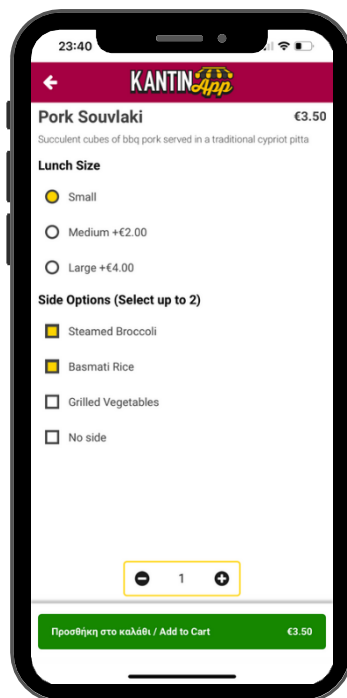 23:40
KANTINApp
Pork Souvlaki €3.50
Succulent cubes of bbq pork served in a traditional cypriot pitta
Lunch Size
Small
Medium +€2.00
Large +€4.00
Side Options (Select up to 2)
Steamed Broccoli
Basmati Rice
Grilled Vegetables
No side
1
Προσθήκη στο καλάθι / Add to Cart €3.50